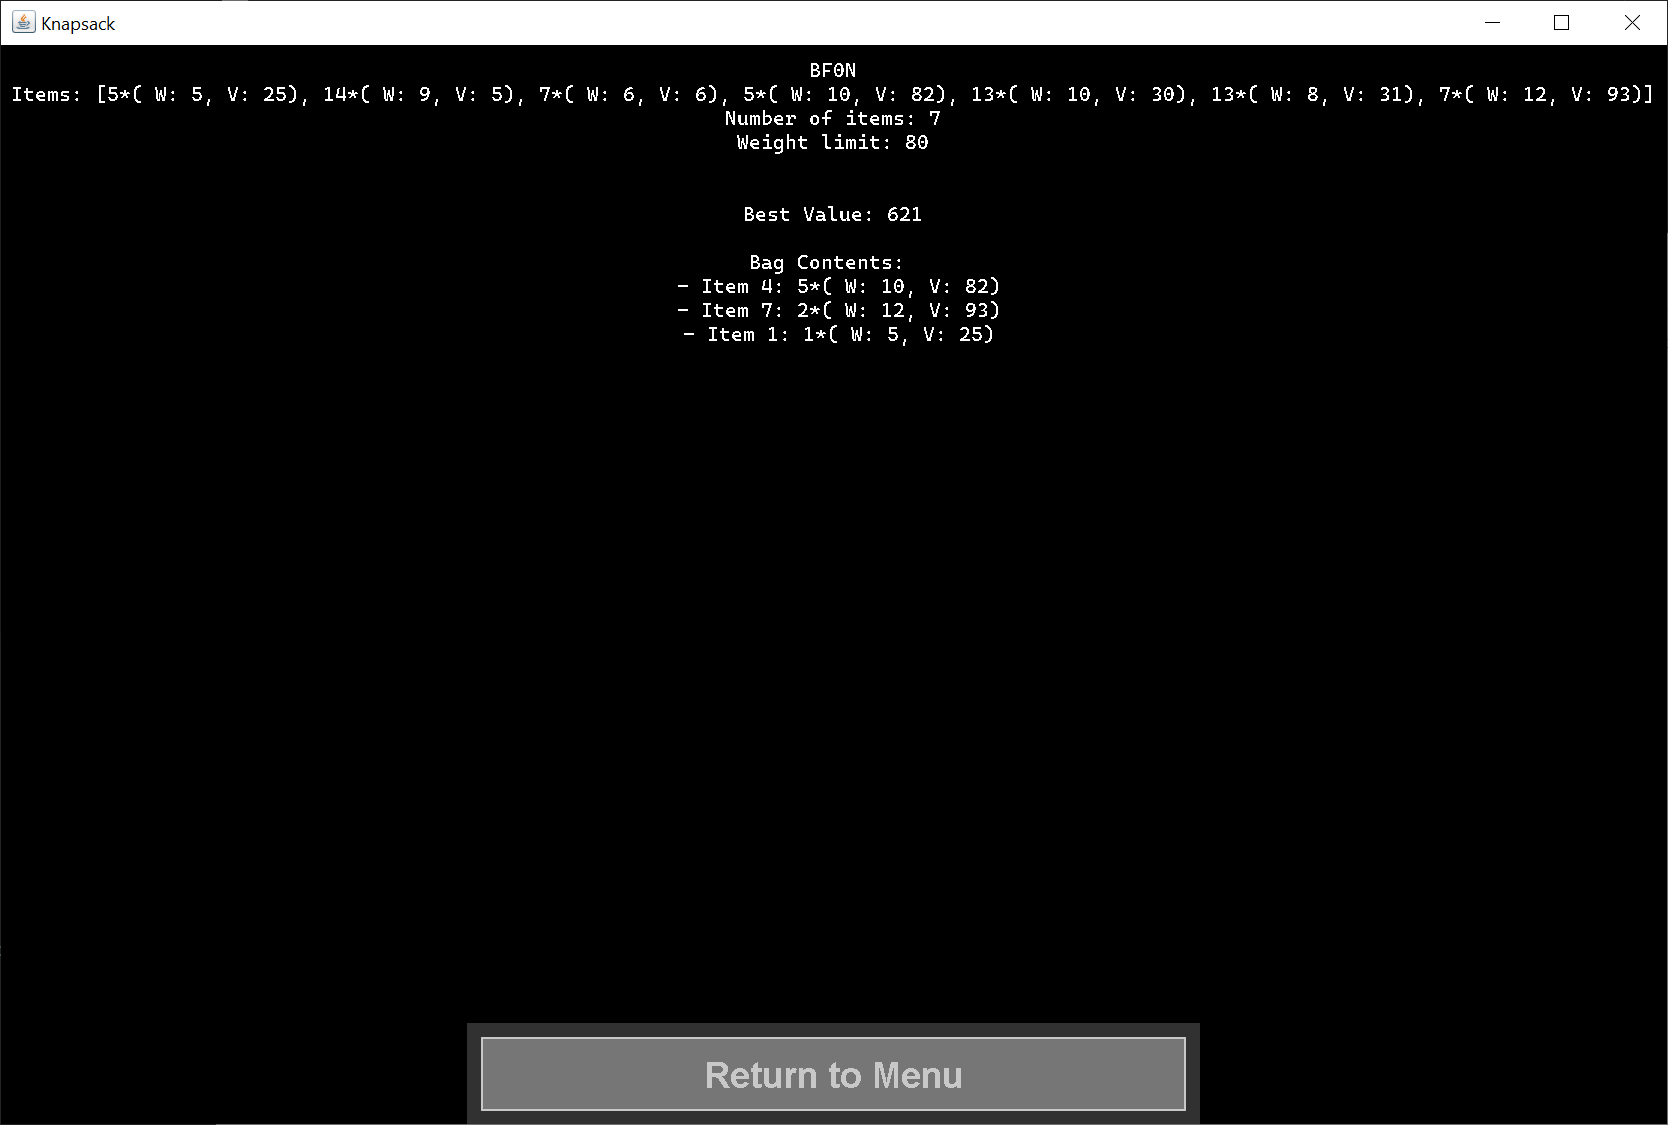 Knapsack
BF0N
Items: [5*( W: 5, V: 25), 14*( W: 9, V: 5), 7*( W: 6, V: 6), 5*( W: 10, V: 82), 13*( W: 10, V: 30), 13*( W: 8, V: 31), 7*( W: 12, V: 93)]
Number of items: 7
Weight limit: 80
Best Value: 621
Bag Contents:
- Item 4: 5*( W: 10, V: 82)
- Item 7: 2*( W: 12, V: 93)
- Item 1: 1*( W: 5, V: 25)
Return to Menu